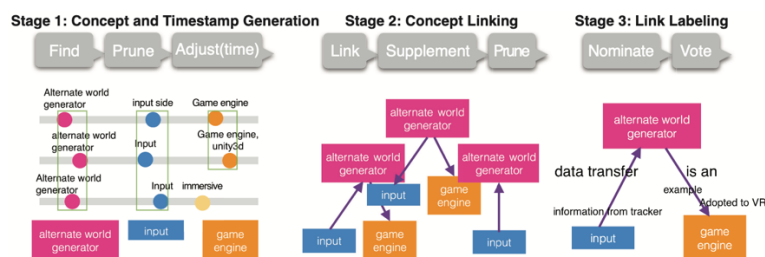 Stage 1: Concept and Timestamp Generation
Find
Prune
Adjust(time)
Alternate world
generator
input side
Game engine
alternate world
generator
Input
Game engine,
unity3d
Alternate world
generator
Input
immersive
alternate world
generator
input
game
engine
Stage 2: Concept Linking
Link
Supplement
Prune
alternate world
generator
alternate world
generator
alternate world
generator
input
game
engine
input
game
engine
input
Stage 3: Link Labeling
Nominate
Vote
alternate world
generator
data transfer
is an
example
information from tracker
Adopted to VR
input
game
engine